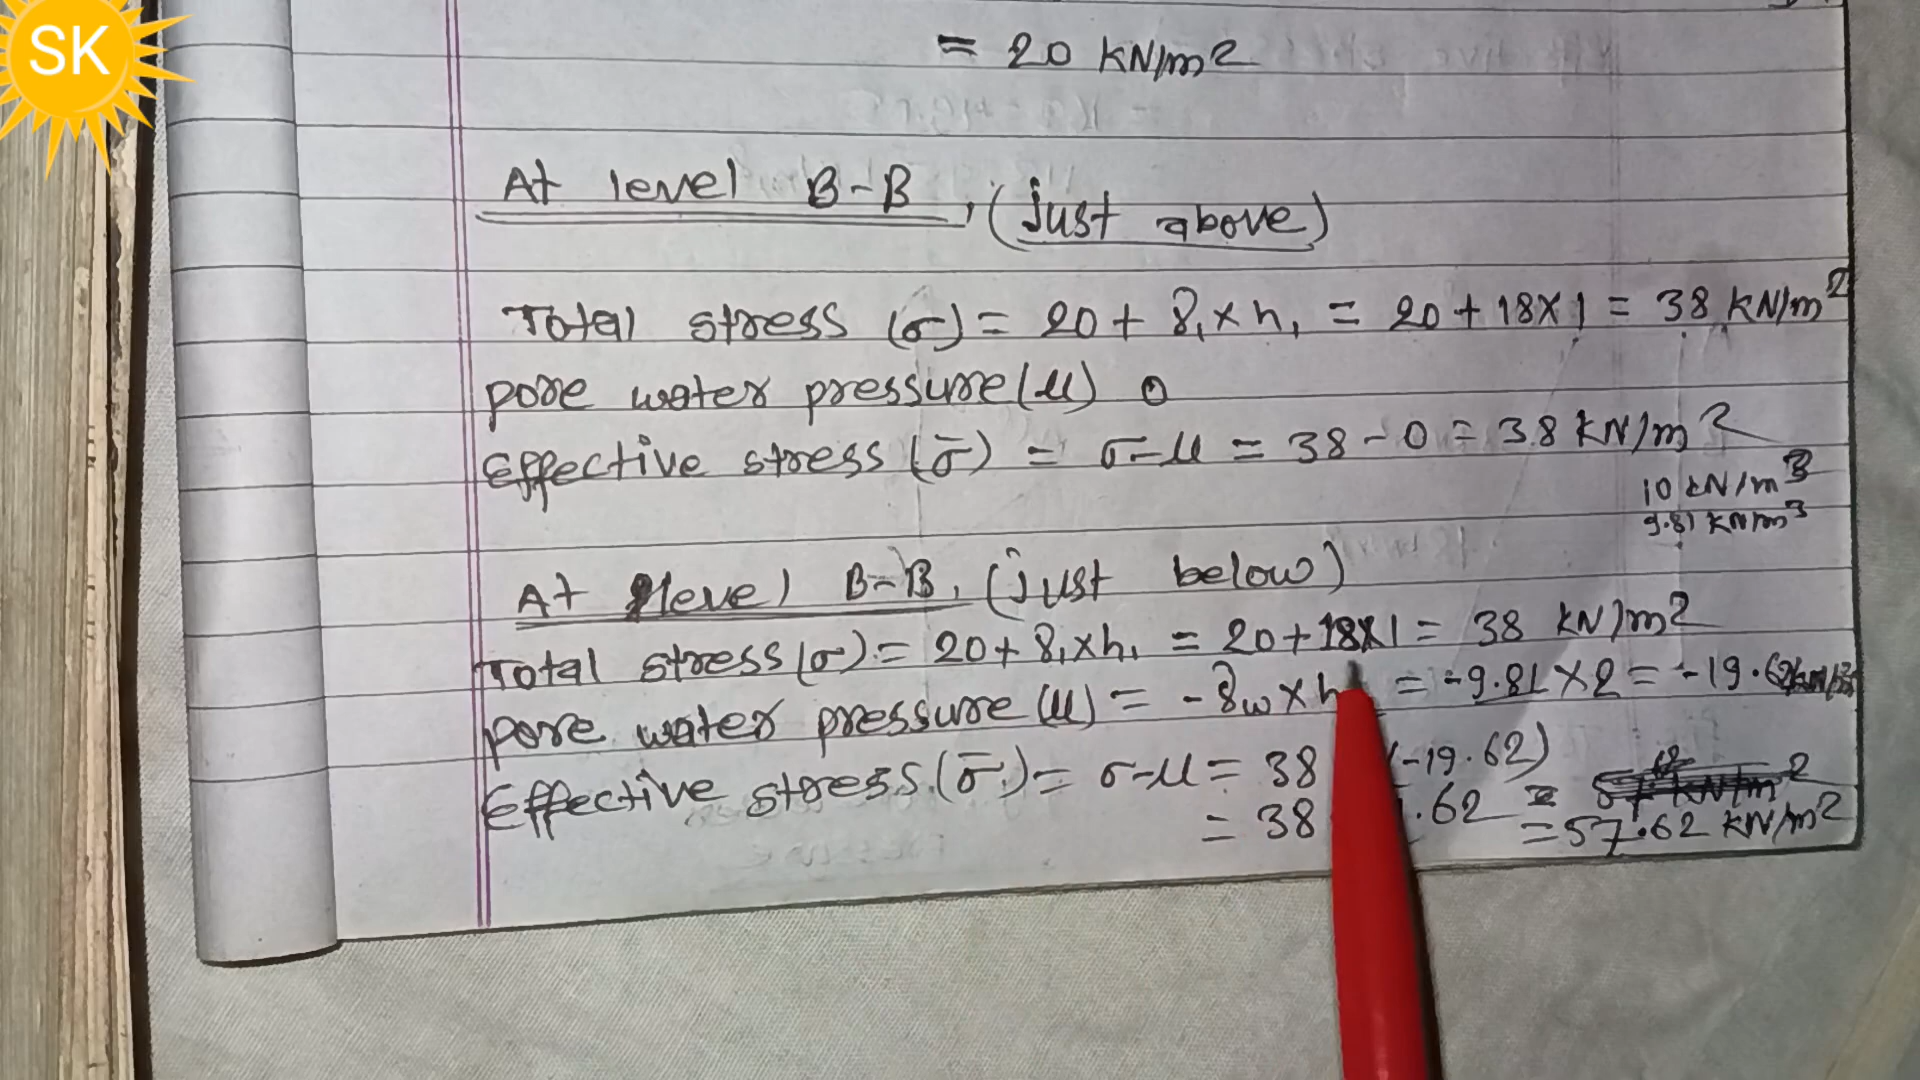 SK
= 20 KN/m2
At level B-B, (just above)
Total stress (σ) = 20 + 8₁ × h₁ = 20 + 18×1 = 38 KN/m²
pore water pressure (u) 0
Effective stress (σ̄) = σ-u = 38 - 0 = 38 KN/m2
10 KN/m3
9.81 KN/m3
At level B-B, (just below)
Total stress (σ) = 20 + 8₁×h₁ = 20 + 18×1 = 38 KN/m2
pore water pressure (u) = -8w × h = -9.81 × 2 = -19.62
Effective stress (σ̄) = σ-u = 38 (-19.62)
= 38 .62 = 57.62 KN/m2